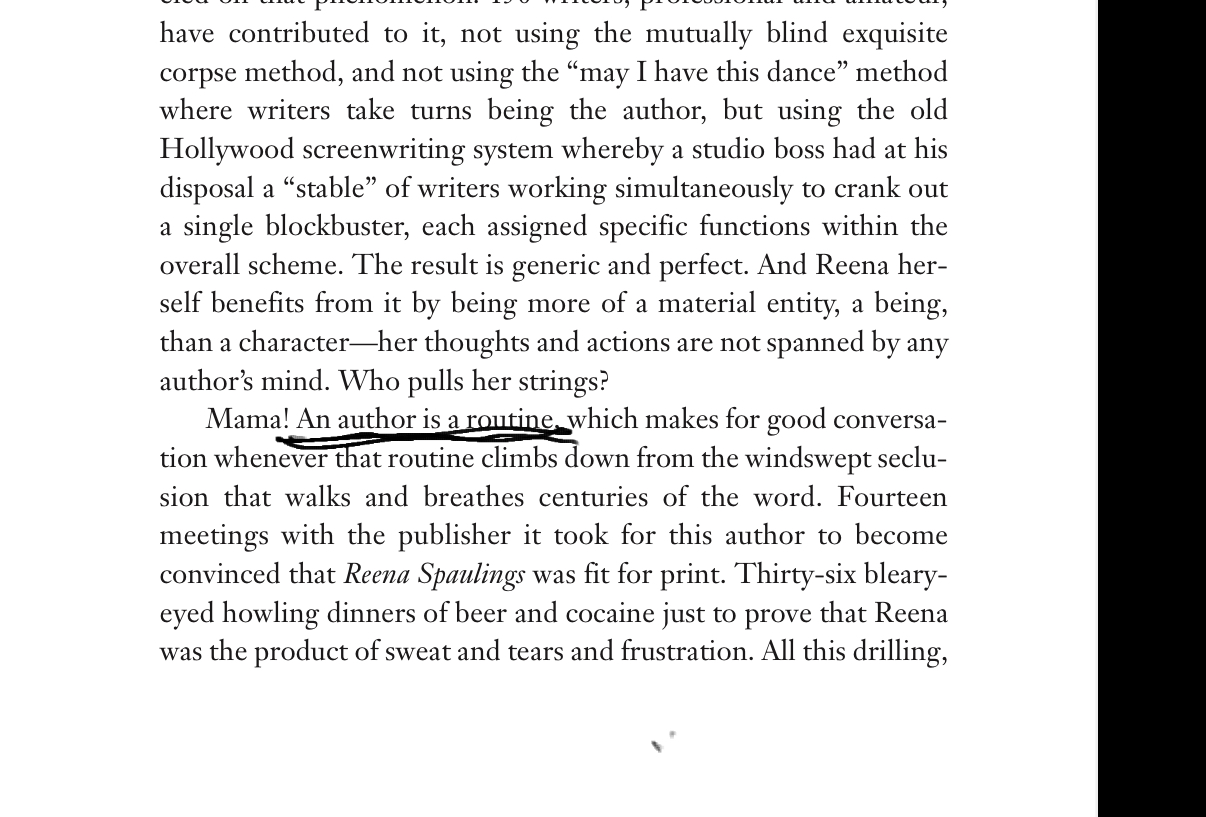 have contributed to it, not using the mutually blind exquisite
corpse method, and not using the “may I have this dance” method
where writers take turns being the author, but using the old
Hollywood screenwriting system whereby a studio boss had at his
disposal a “stable” of writers working simultaneously to crank out
a single blockbuster, each assigned specific functions within the
overall scheme. The result is generic and perfect. And Reena her-
self benefits from it by being more of a material entity, a being,
than a character—her thoughts and actions are not spanned by any
author’s mind. Who pulls her strings?
Mama! An author is a routine, which makes for good conversa-
tion whenever that routine climbs down from the windswept seclu-
sion that walks and breathes centuries of the word. Fourteen
meetings with the publisher it took for this author to become
convinced that Reena Spaulings was fit for print. Thirty-six bleary-
eyed howling dinners of beer and cocaine just to prove that Reena
was the product of sweat and tears and frustration. All this drilling,